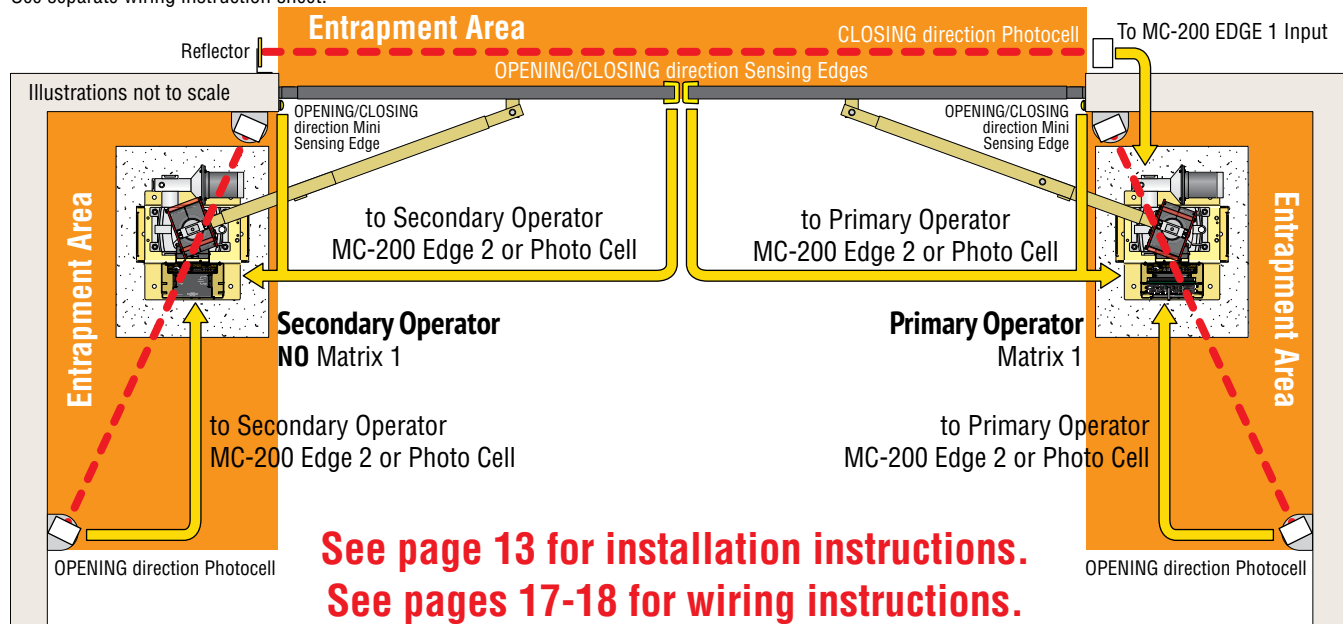 Entrapment Area
CLOSING direction Photocell
To MC-200 EDGE 1 Input
Reflector
OPENING/CLOSING direction Sensing Edges
Illustrations not to scale
OPENING/CLOSING
direction Mini
Sensing Edge
OPENING/CLOSING
direction Mini
Sensing Edge
Entrapment Area
to Secondary Operator
MC-200 Edge 2 or Photo Cell
to Primary Operator
MC-200 Edge 2 or Photo Cell
Entrapment Area
Secondary Operator
NO Matrix 1
Primary Operator
Matrix 1
to Secondary Operator
MC-200 Edge 2 or Photo Cell
to Primary Operator
MC-200 Edge 2 or Photo Cell
OPENING direction Photocell
OPENING direction Photocell
See page 13 for installation instructions.
See pages 17-18 for wiring instructions.